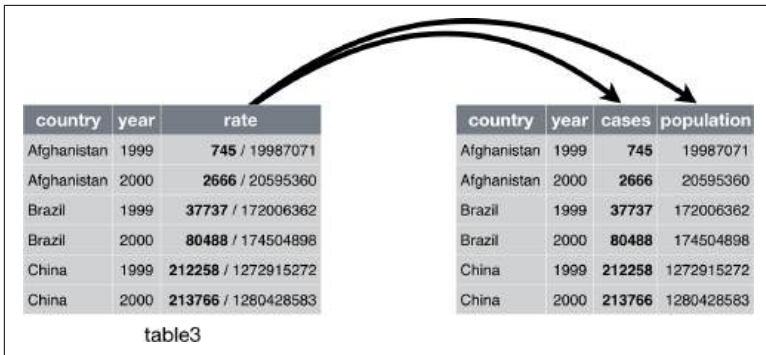 country year rate
Afghanistan 1999 745 / 19987071
Afghanistan 2000 2666 / 20595360
Brazil 1999 37737 / 172006362
Brazil 2000 80488 / 174504898
China 1999 212258 / 1272915272
China 2000 213766 / 1280428583
table3
country year cases population
Afghanistan 1999 745 19987071
Afghanistan 2000 2666 20595360
Brazil 1999 37737 172006362
Brazil 2000 80488 174504898
China 1999 212258 1272915272
China 2000 213766 1280428583